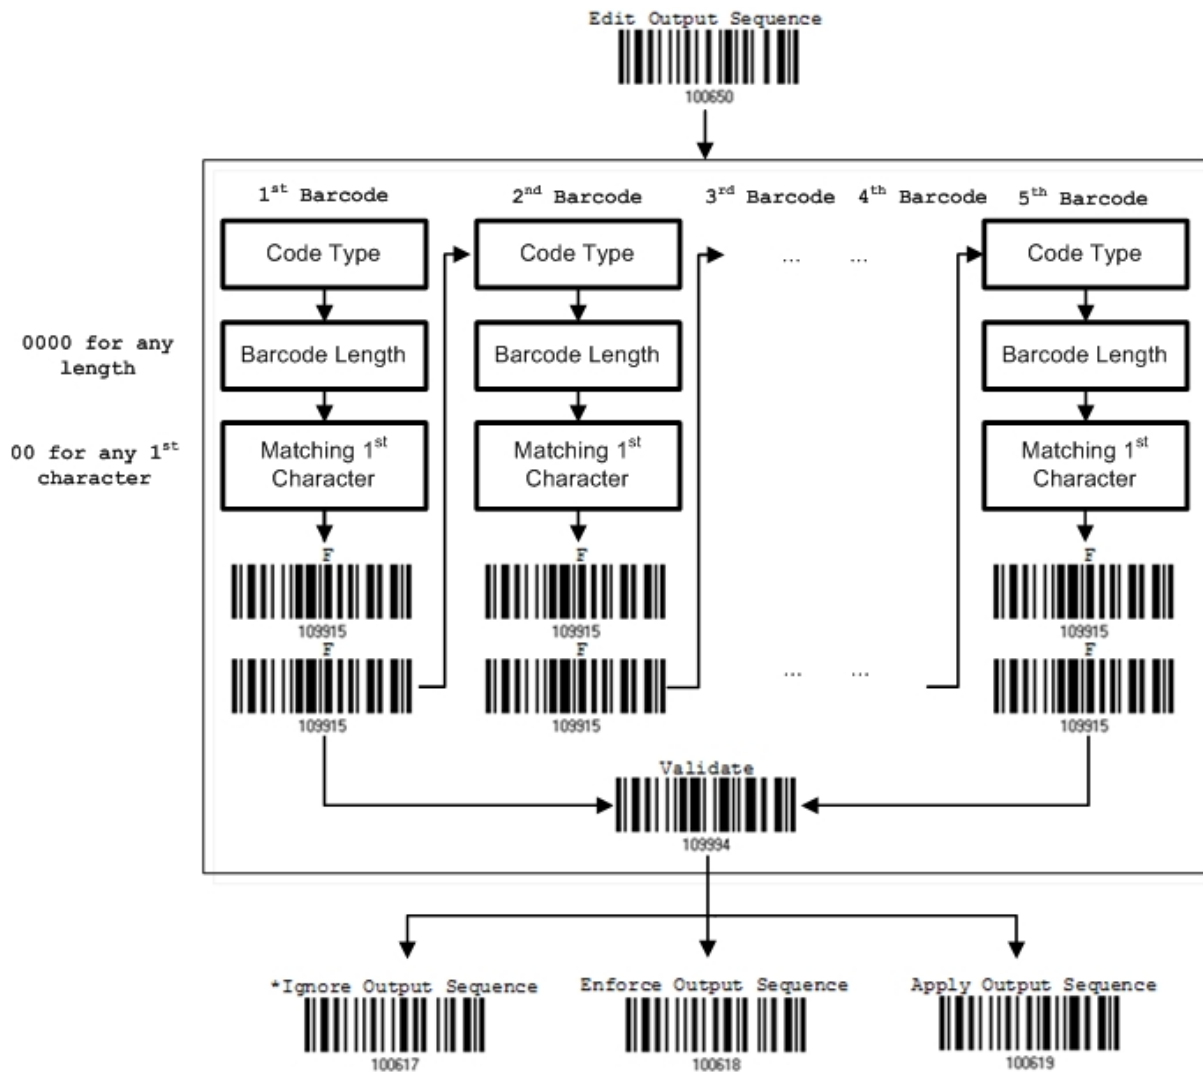 Edit Output Sequence
100650
1st Barcode 2nd Barcode 3rd Barcode 4th Barcode 5th Barcode
Code Type Code Type ... ... Code Type
0000 for any
length
Barcode Length Barcode Length Barcode Length
00 for any 1st
character
Matching 1st
Character
Matching 1st
Character
Matching 1st
Character
F F F
109915 109915 109915
F F F
... ...
109915 109915 109915
Validate
109994
*Ignore Output Sequence Enforce Output Sequence Apply Output Sequence
100617 100618 100619